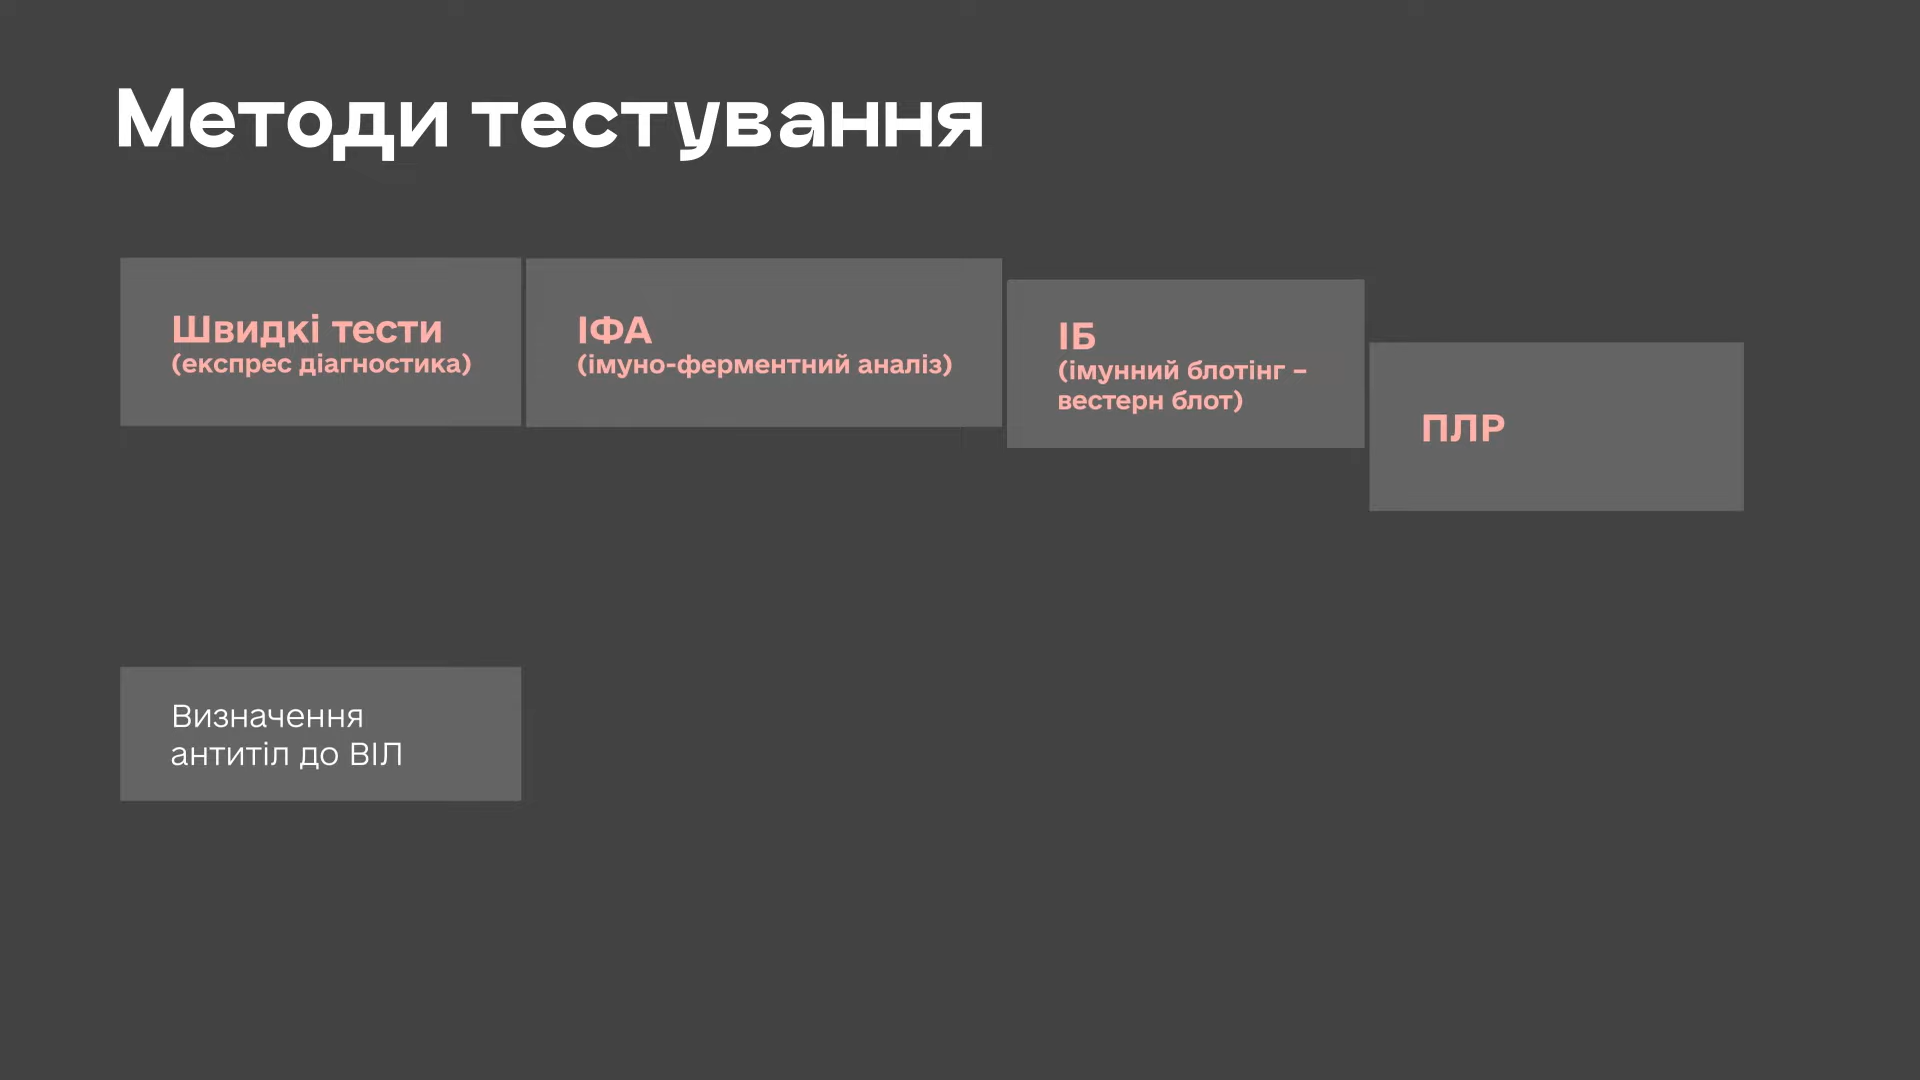 Методи тестування
Швидкі тести
(експрес діагностика)
ІФА
(імуно-ферментний аналіз)
ІБ
(імунний блотінг –
вестерн блот)
ПЛР
Визначення
антитіл до ВІЛ